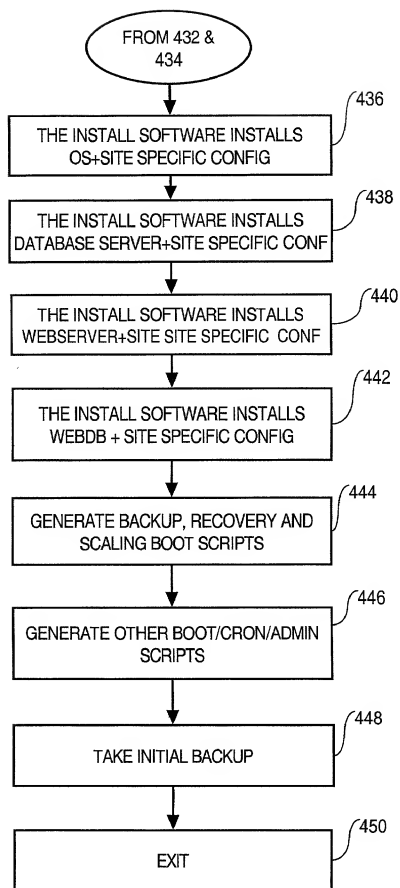 FROM 432 &
434
436
THE INSTALL SOFTWARE INSTALLS
OS+SITE SPECIFIC CONFIG
438
THE INSTALL SOFTWARE INSTALLS
DATABASE SERVER+SITE SPECIFIC CONF
440
THE INSTALL SOFTWARE INSTALLS
WEBSERVER+SITE SITE SPECIFIC CONF
442
THE INSTALL SOFTWARE INSTALLS
WEBDB + SITE SPECIFIC CONFIG
444
GENERATE BACKUP, RECOVERY AND
SCALING BOOT SCRIPTS
446
GENERATE OTHER BOOT/CRON/ADMIN
SCRIPTS
448
TAKE INITIAL BACKUP
450
EXIT